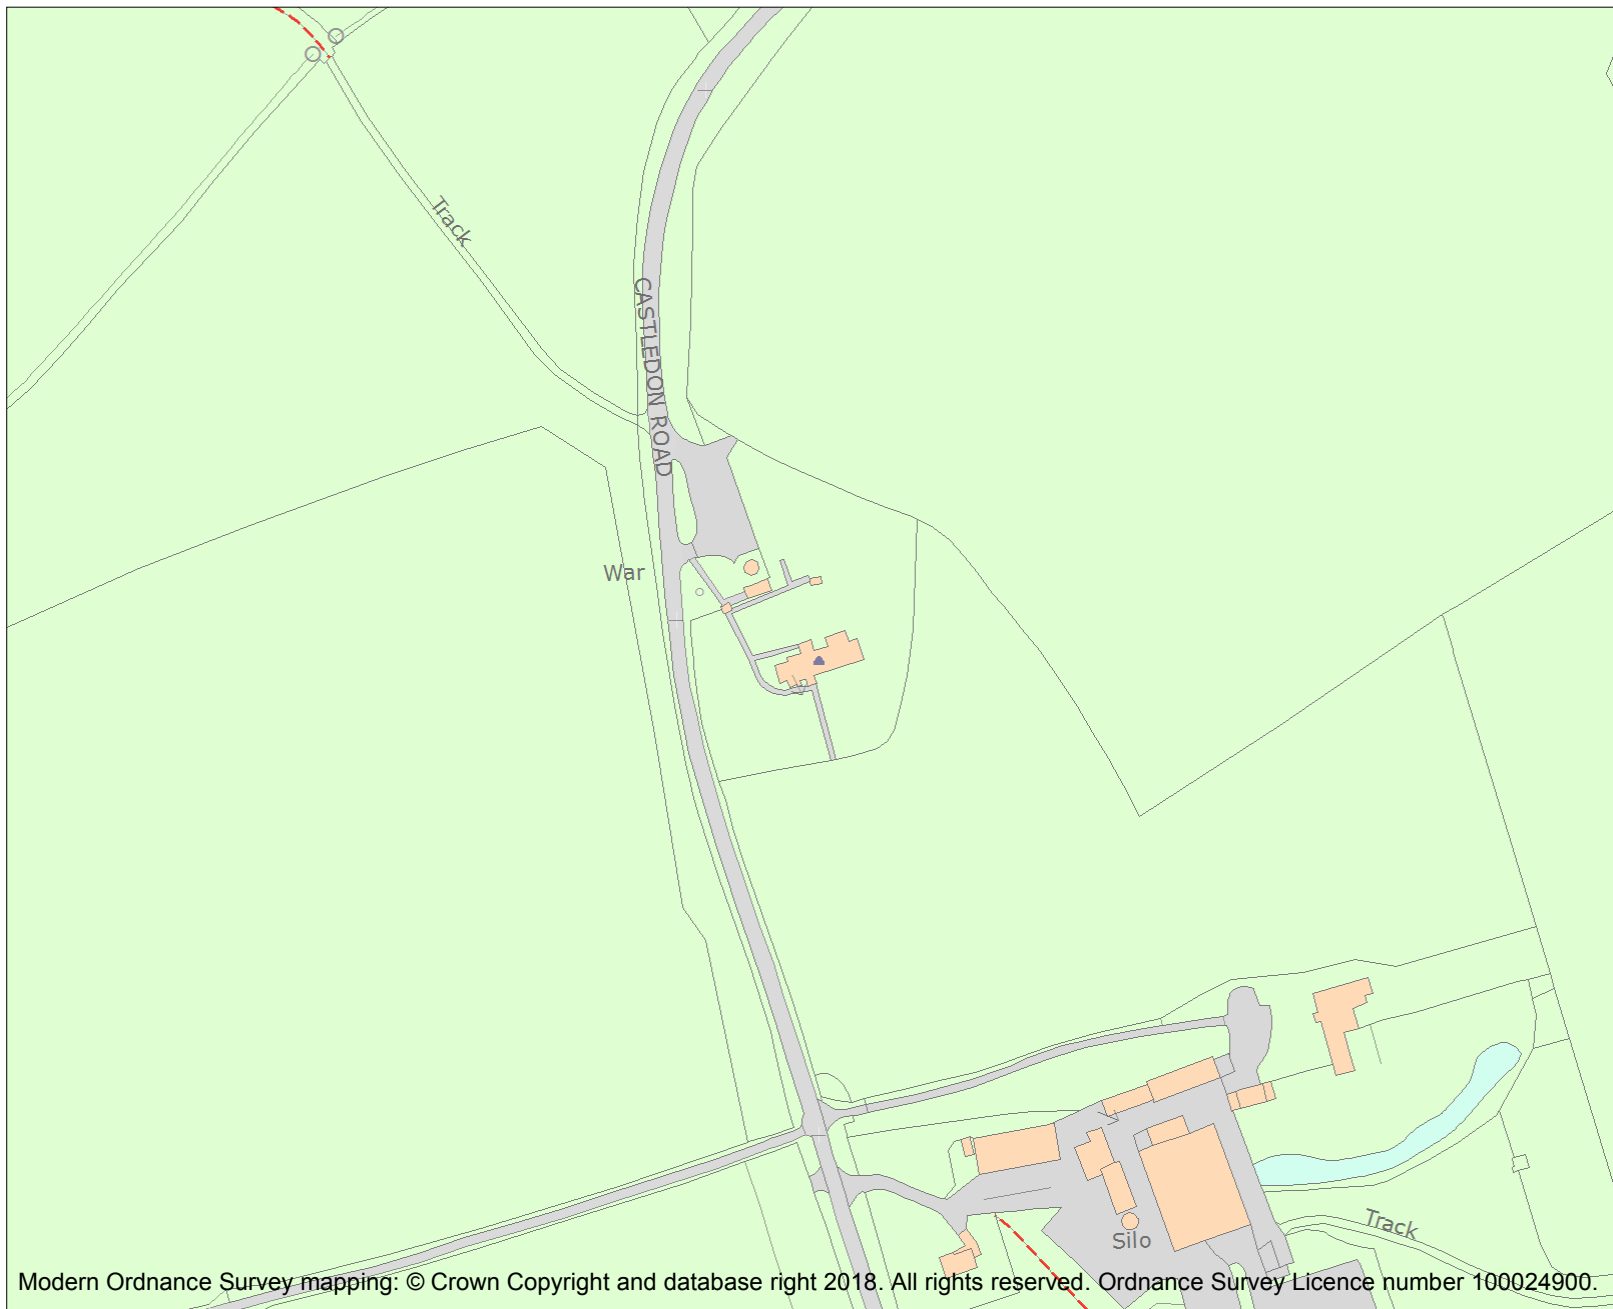 Track
CASTLEDON ROAD
War
Track
Silo
Modern Ordnance Survey mapping: © Crown Copyright and database right 2018. All rights reserved. Ordnance Survey Licence number 100024900.